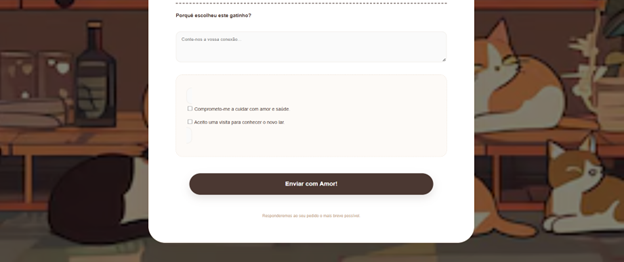 Porquê escolheu este gatinho?
Conte-nos a vossa conexão...
Comprometo-me a cuidar com amor e saúde.
Aceito uma visita para conhecer o novo lar.
Enviar com Amor!
Responderemos ao seu pedido o mais breve possível.